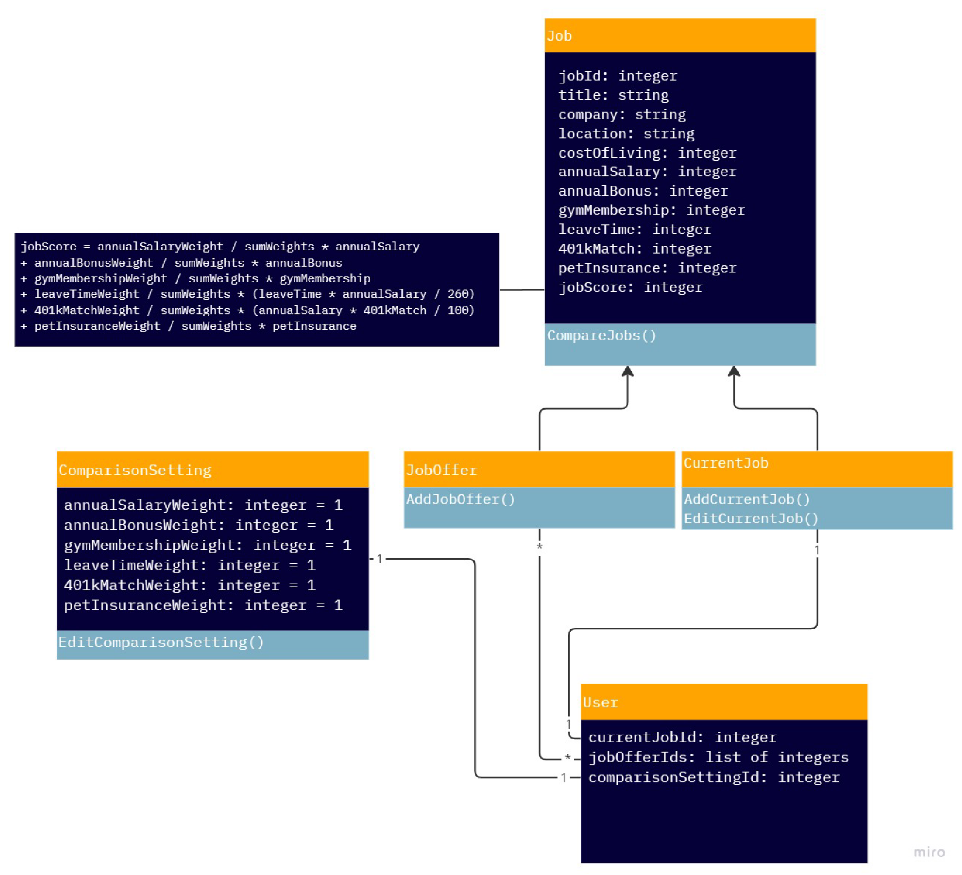 Job
jobId: integer
title: string
company: string
location: string
costOfLiving: integer
annualSalary: integer
annualBonus: integer
gymMembership: integer
leaveTime: integer
401kMatch: integer
petInsurance: integer
jobScore: integer
CompareJobs()
jobScore = annualSalaryWeight / sumWeights * annualSalary
+ annualBonusWeight / sumWeights * annualBonus
+ gymMembershipWeight / sumWeights * gymMembership
+ leaveTimeWeight / sumWeights * (leaveTime * annualSalary / 260)
+ 401kMatchWeight / sumWeights * (annualSalary * 401kMatch / 100)
+ petInsuranceWeight / sumWeights * petInsurance
ComparisonSetting
annualSalaryWeight: integer = 1
annualBonusWeight: integer = 1
gymMembershipWeight: integer = 1
leaveTimeWeight: integer = 1
401kMatchWeight: integer = 1
petInsuranceWeight: integer = 1
EditComparisonSetting()
1
JobOffer
AddJobOffer()
*
CurrentJob
AddCurrentJob()
EditCurrentJob()
1
User
1
currentJobId: integer
*
jobOfferIds: list of integers
1
comparisonSettingId: integer
miro